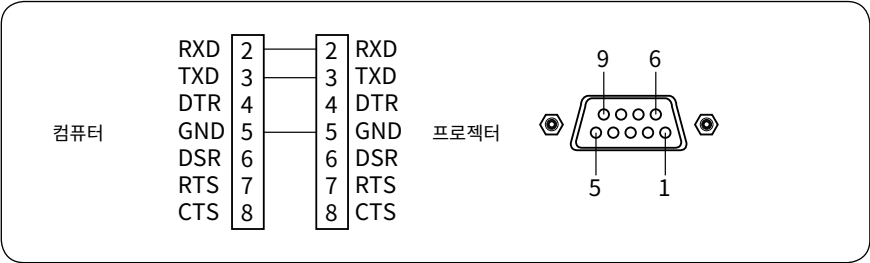 RXD 2 2 RXD
TXD 3 3 TXD
DTR 4 4 DTR
GND 5 5 GND
DSR 6 6 DSR
RTS 7 7 RTS
CTS 8 8 CTS
컴퓨터
프로젝터
9 6
5 1